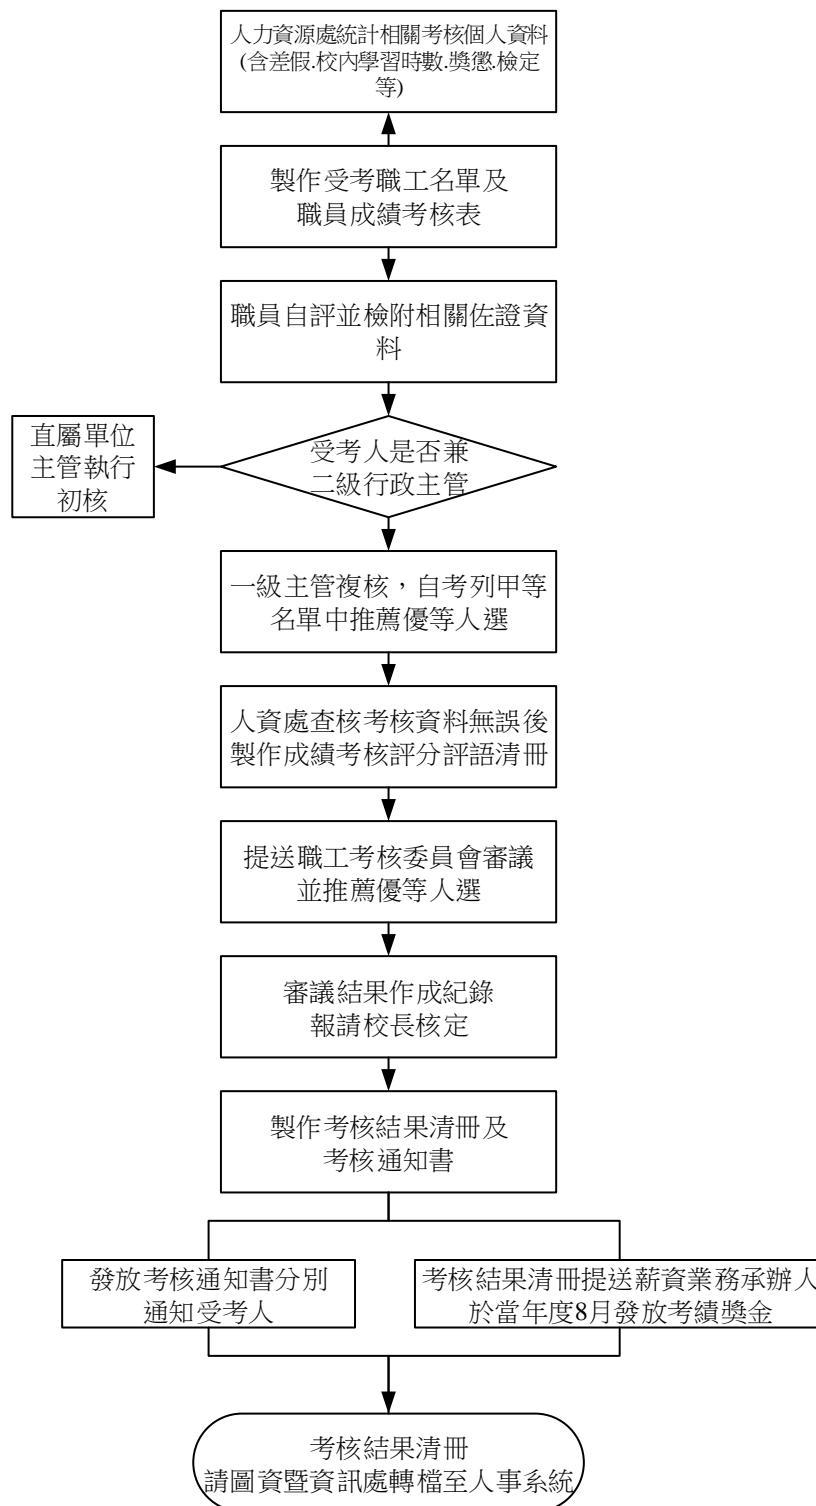 人力資源處統計相關考核個人資料
(含差假.校內學習時數.獎懲.檢定
等)
製作受考職工名單及
職員成績考核表
職員自評並檢附相關佐證資
料
直屬單位
主管執行
初核
受考人是否兼
二級行政主管
一級主管複核，自考列甲等
名單中推薦優等人選
人資處查核考核資料無誤後
製作成績考核評分評語清冊
提送職工考核委員會審議
並推薦優等人選
審議結果作成紀錄
報請校長核定
製作考核結果清冊及
考核通知書
發放考核通知書分別
通知受考人
考核結果清冊提送薪資業務承辦人
於當年度8月發放考績獎金
考核結果清冊
請圖資暨資訊處轉檔至人事系統